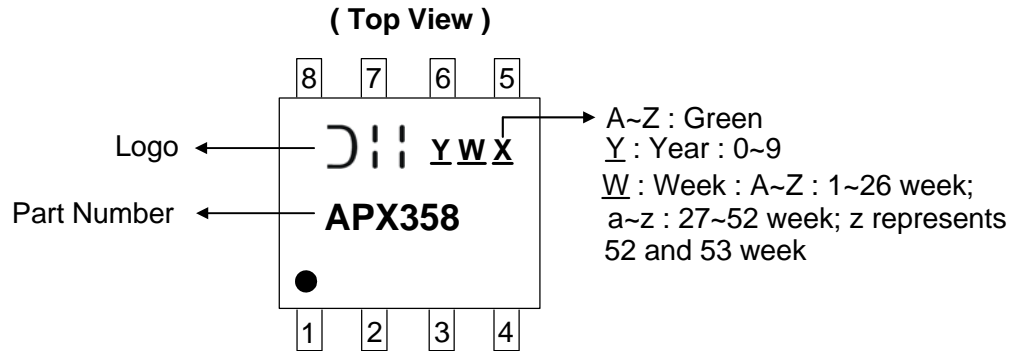 ( Top View )
8 7 6 5
Logo
Y W X
A~Z : Green
Y : Year : 0~9
W : Week : A~Z : 1~26 week;
a~z : 27~52 week; z represents
52 and 53 week
Part Number
APX358
1 2 3 4